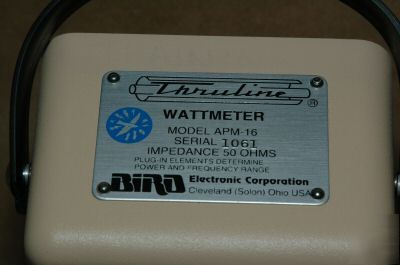 Thruline ®
WATTMETER
MODEL APM-16
SERIAL 1061
IMPEDANCE 50 OHMS
PLUG-IN ELEMENTS DETERMINE
POWER AND FREQUENCY RANGE
BIRD Electronic Corporation
Cleveland (Solon) Ohio USA